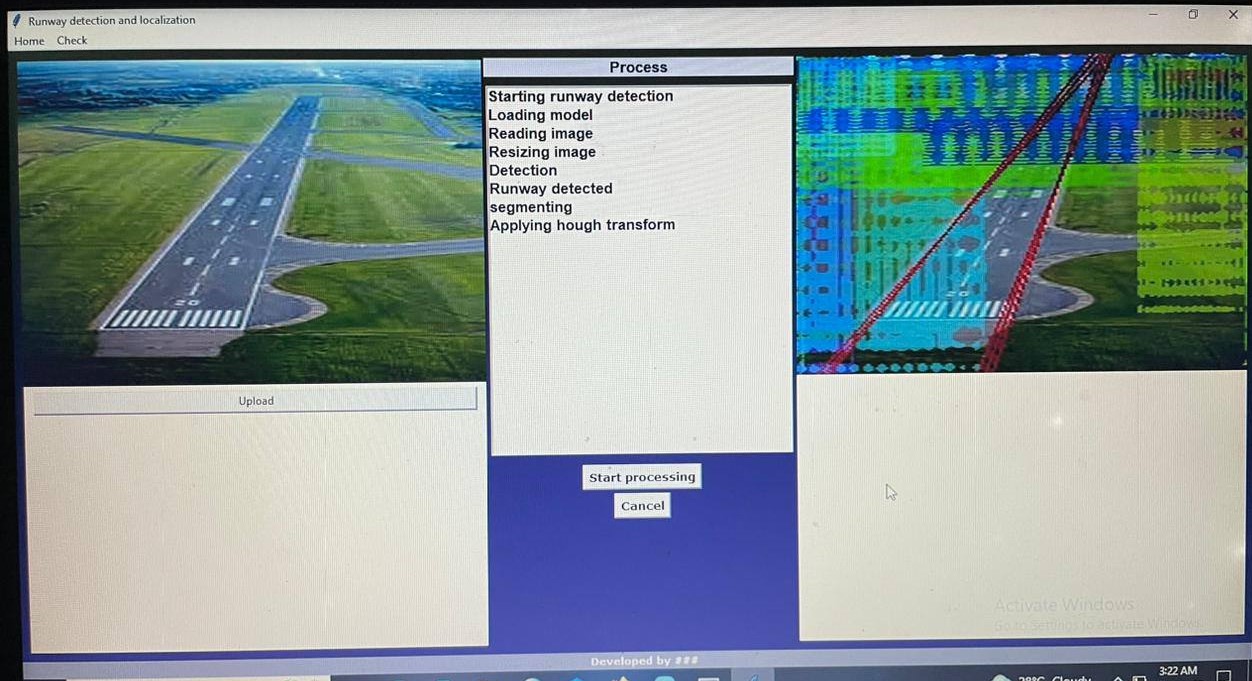 Runway detection and localization
Home Check
Process
Starting runway detection
Loading model
Reading image
Resizing image
Detection
Runway detected
segmenting
Applying hough transform
20
Upload
Start processing
Cancel
Activate Windows
Go to Settings to activate Windows.
Developed by ###
28°C Cloudy
3:22 AM